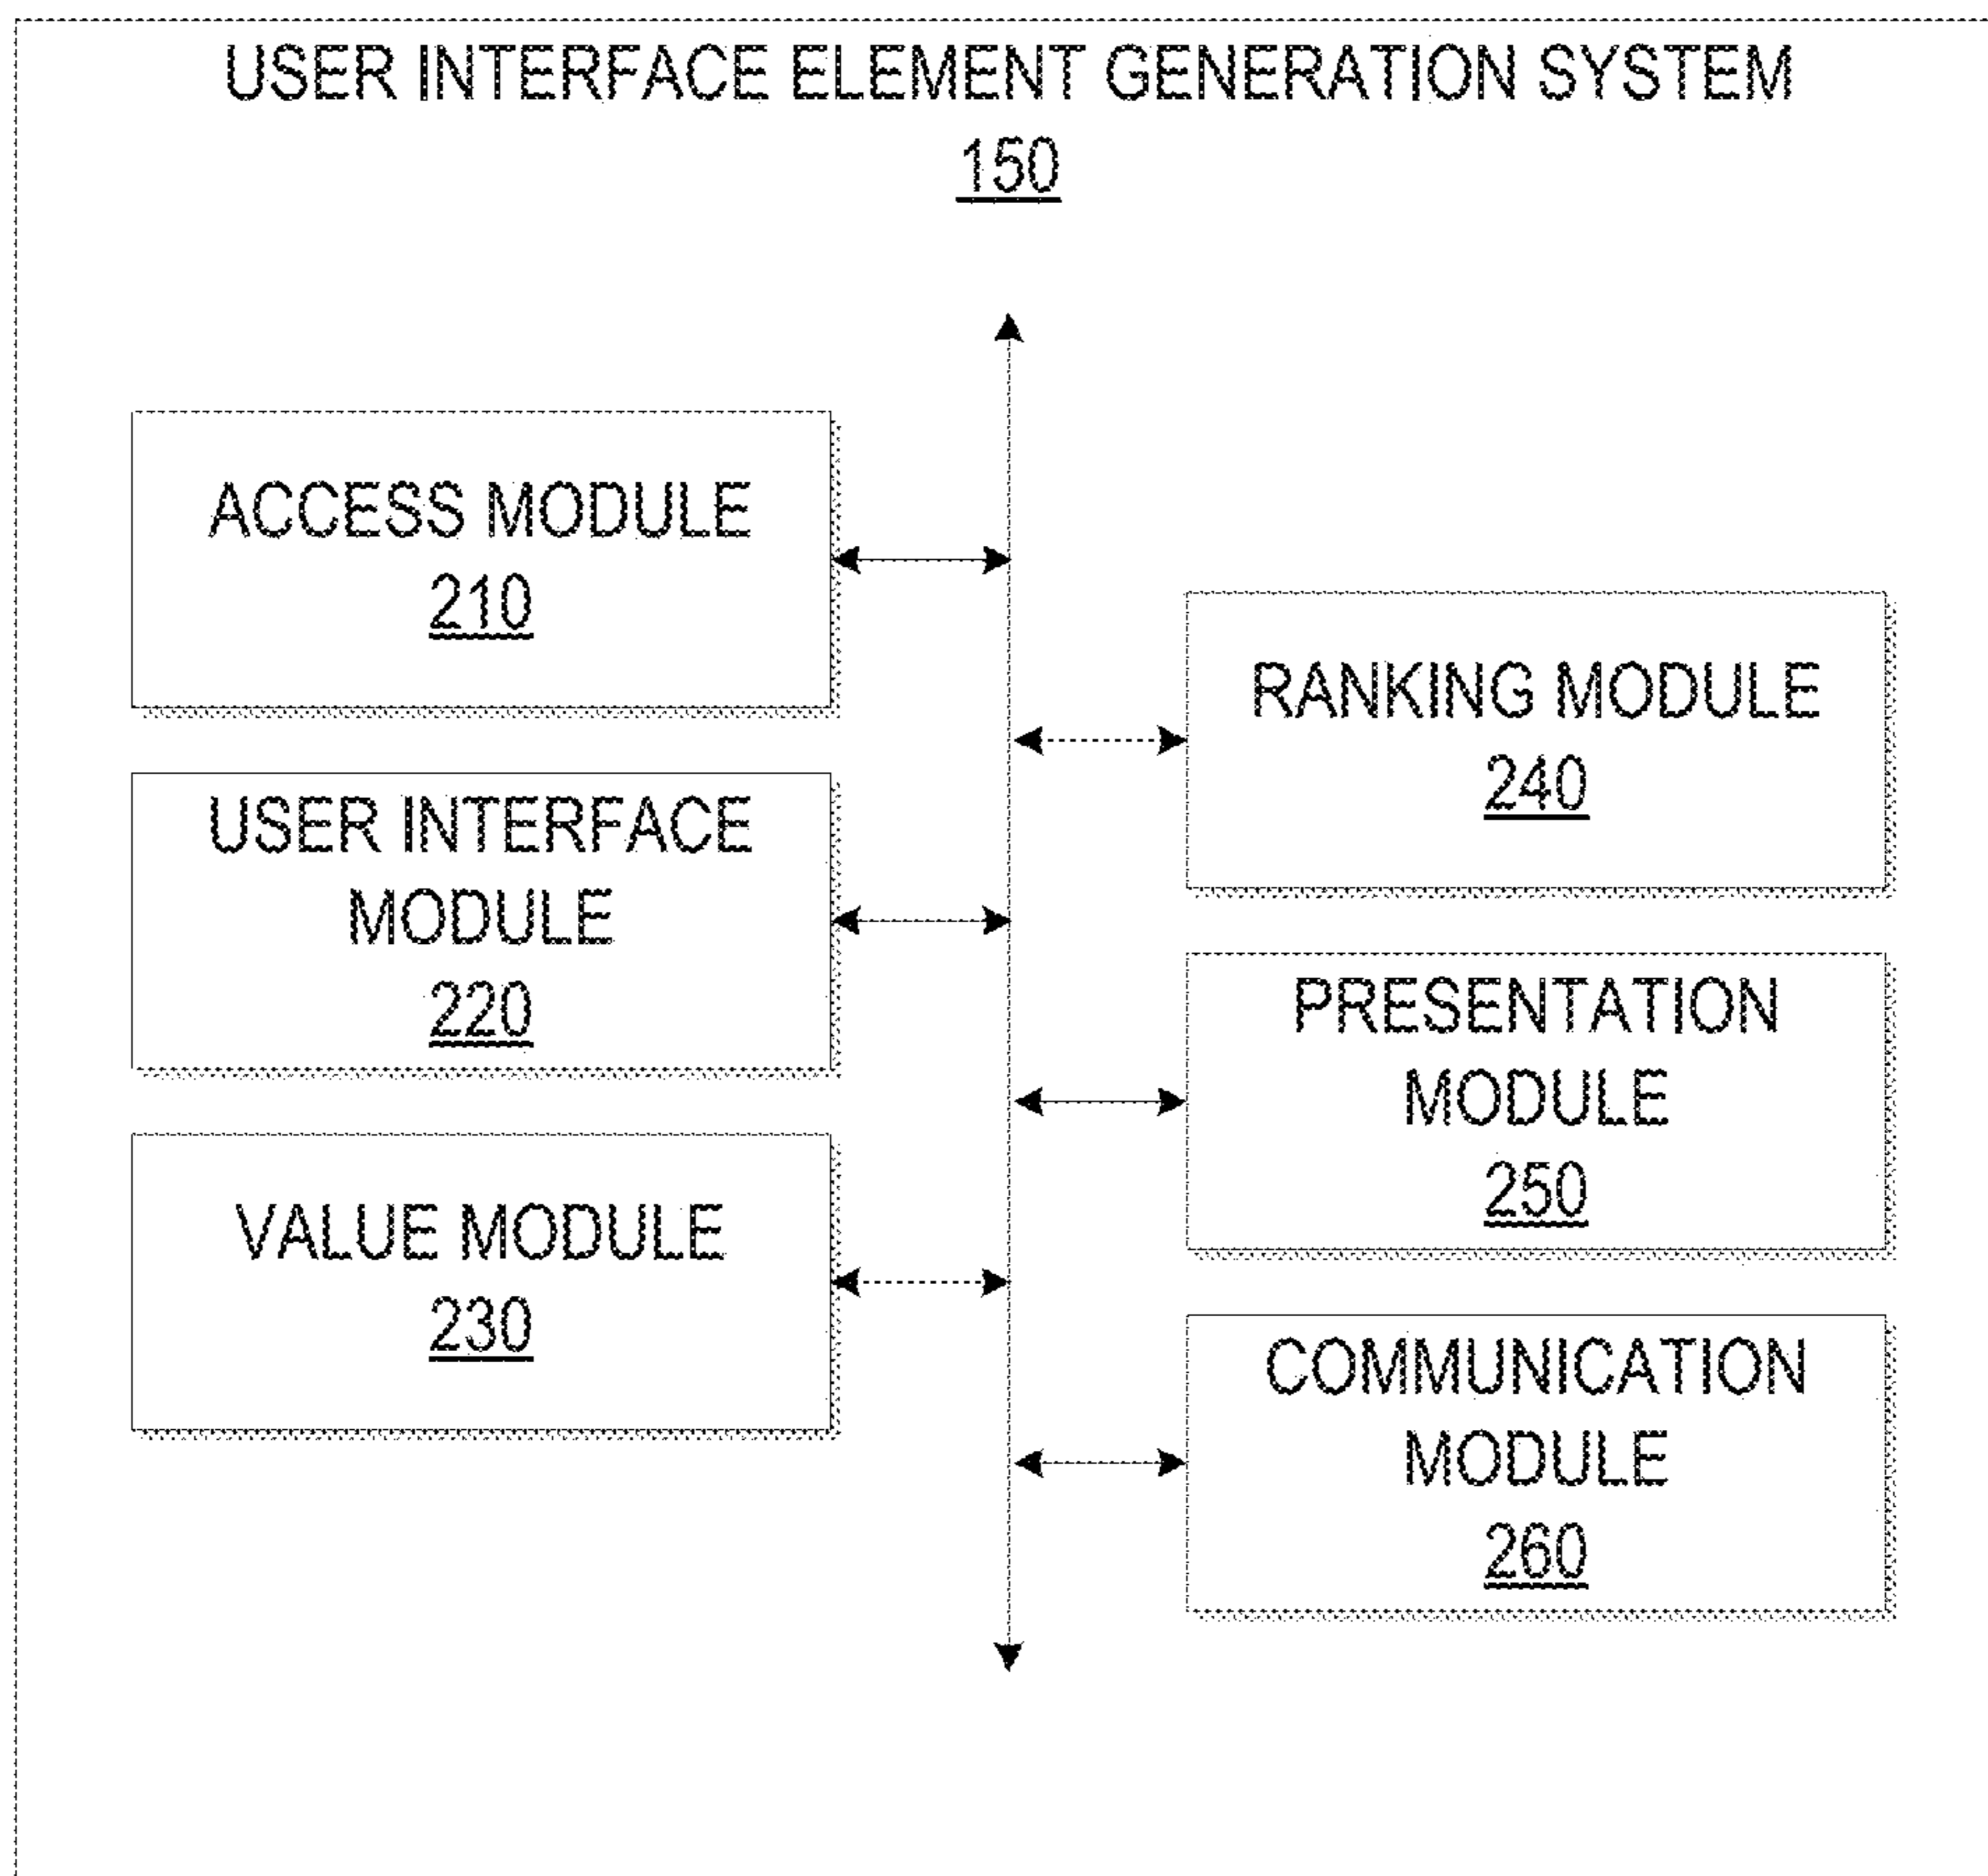 USER INTERFACE ELEMENT GENERATION SYSTEM
150
ACCESS MODULE
210
USER INTERFACE
MODULE
220
VALUE MODULE
230
RANKING MODULE
240
PRESENTATION
MODULE
250
COMMUNICATION
MODULE
260